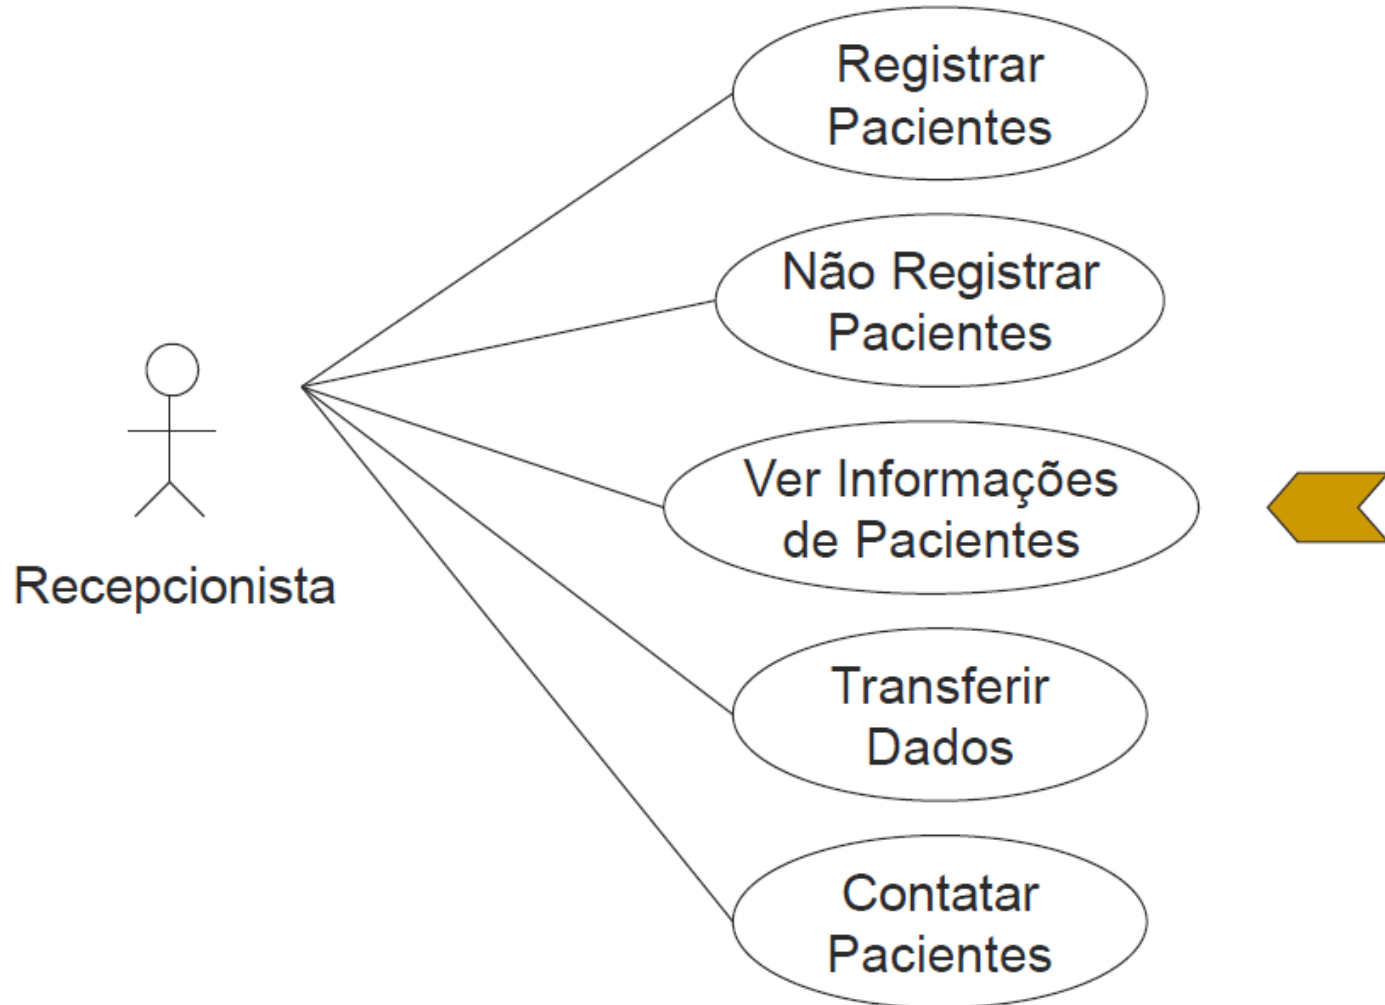 Registrar
Pacientes
Não Registrar
Pacientes
Ver Informações
de Pacientes
Recepcionista
Transferir
Dados
Contatar
Pacientes